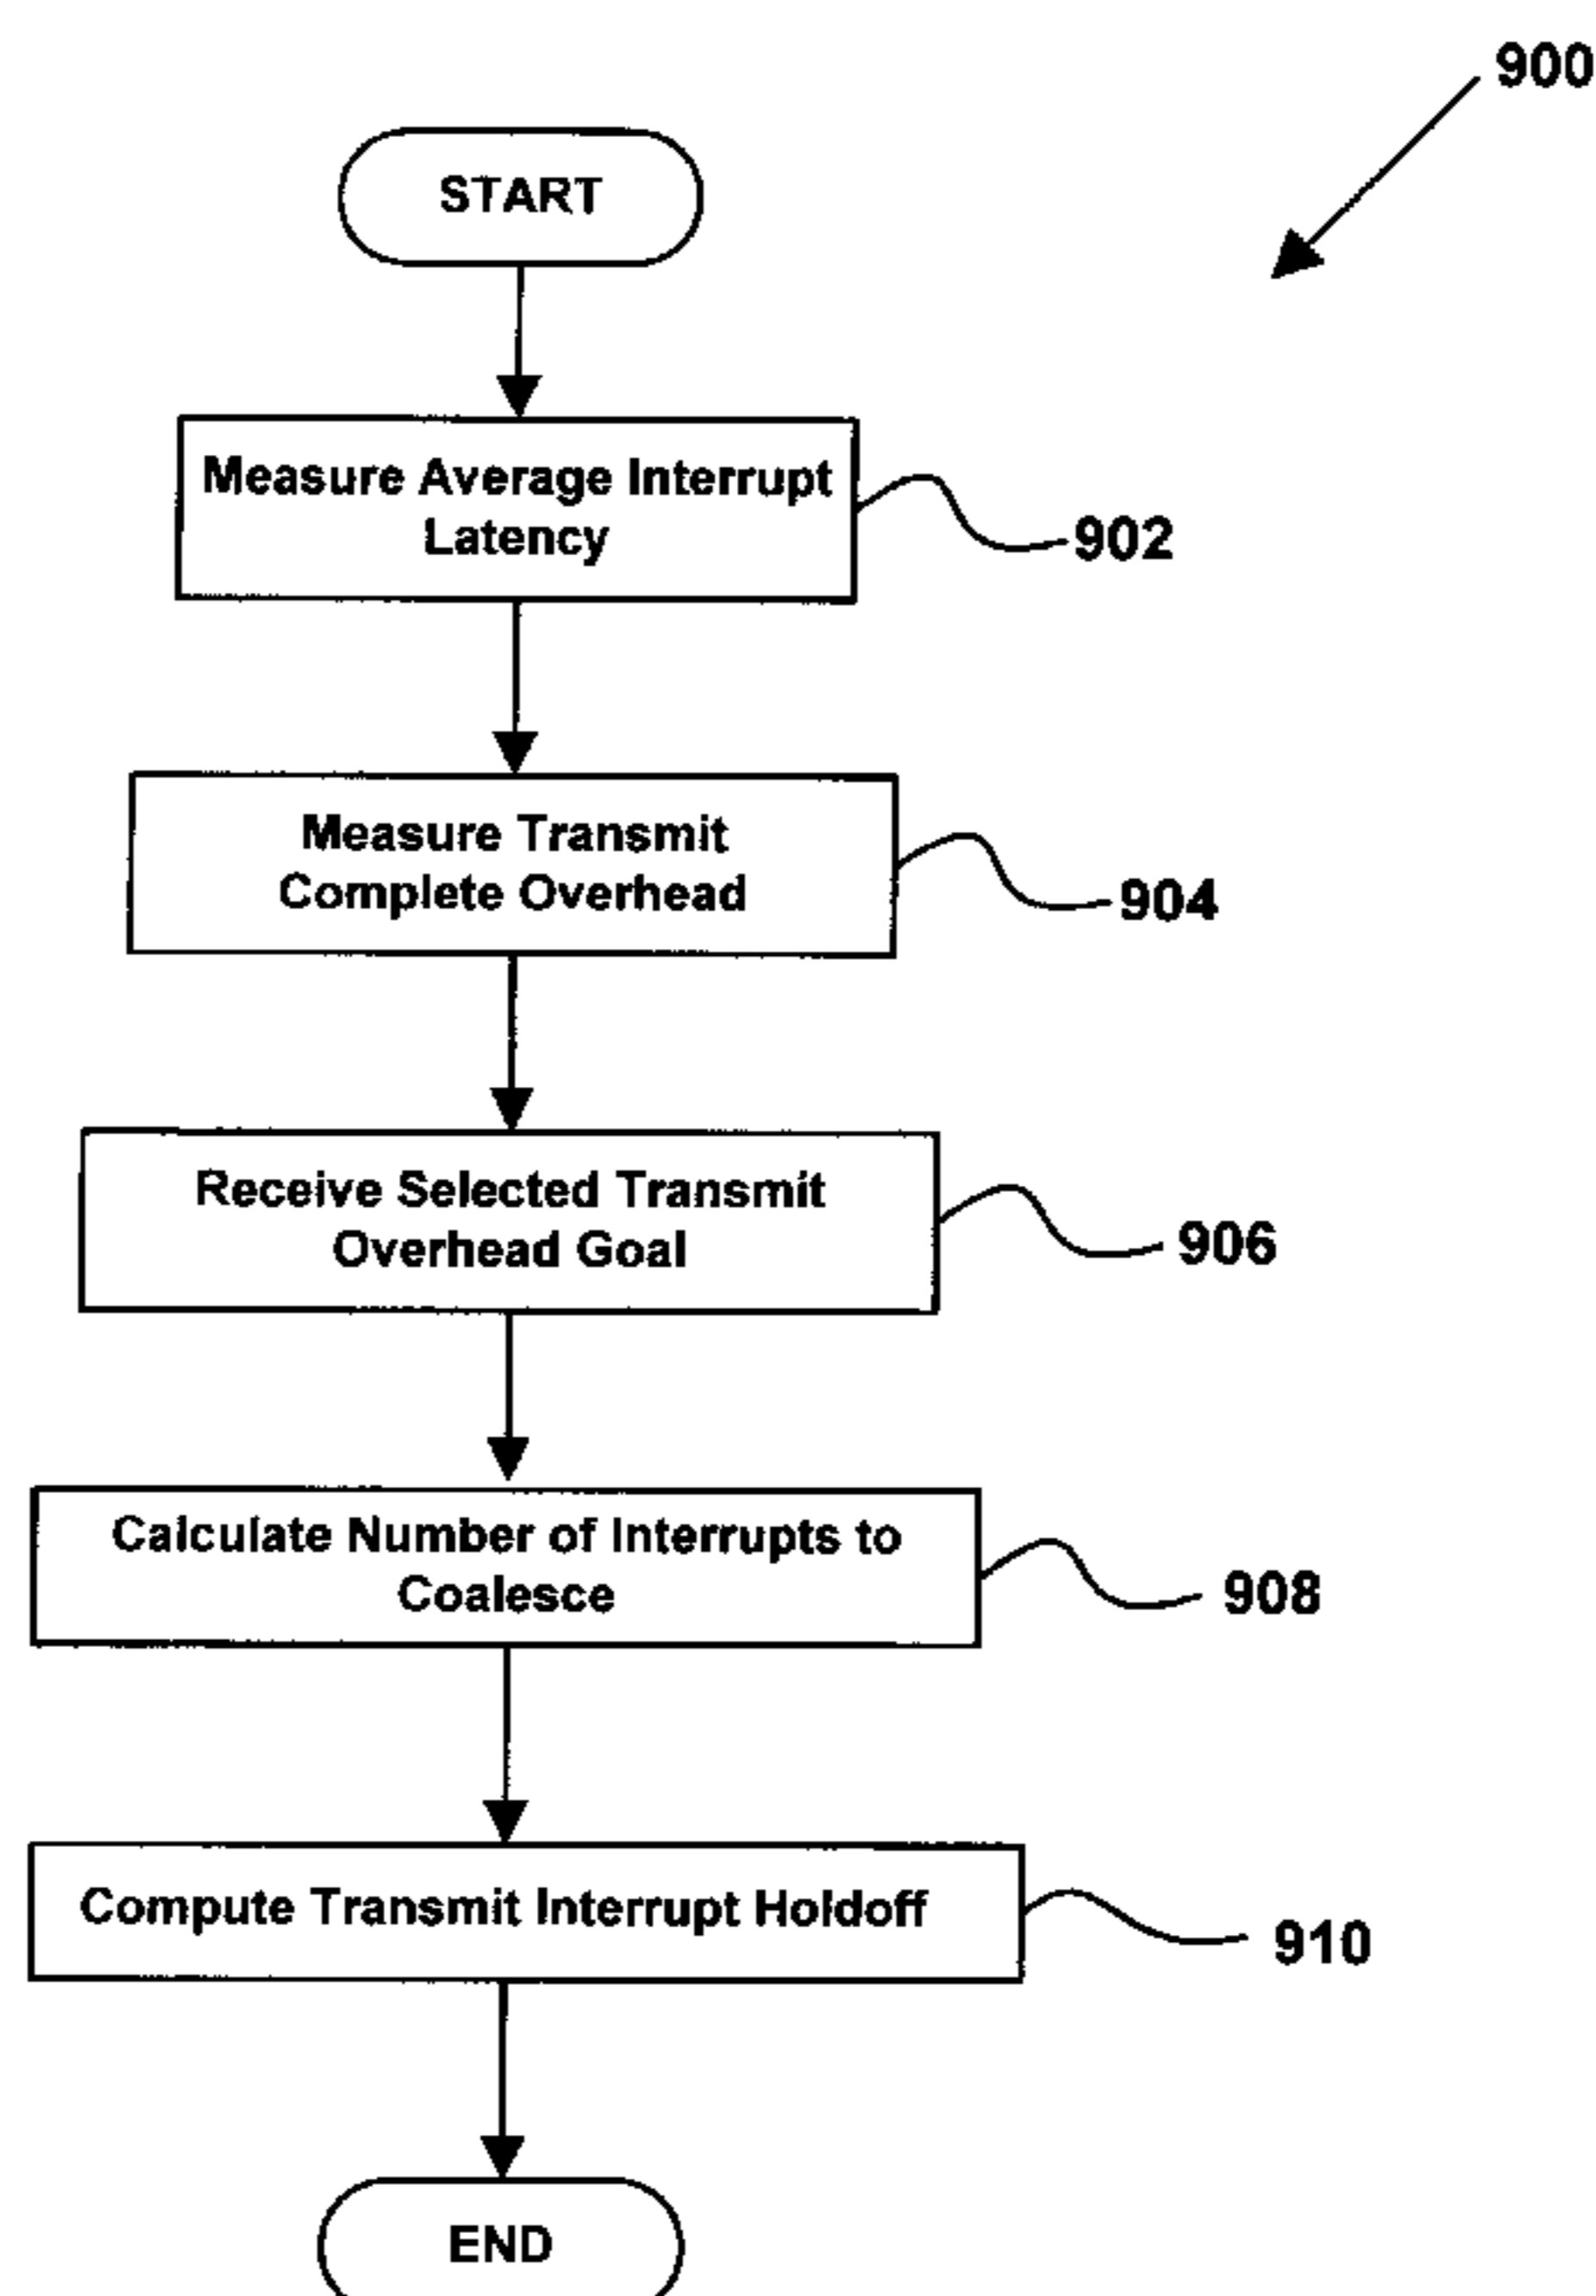 900
START
Measure Average Interrupt
Latency
902
Measure Transmit
Complete Overhead
904
Receive Selected Transmit
Overhead Goal
906
Calculate Number of Interrupts to
Coalesce
908
Compute Transmit Interrupt Holdoff
910
END